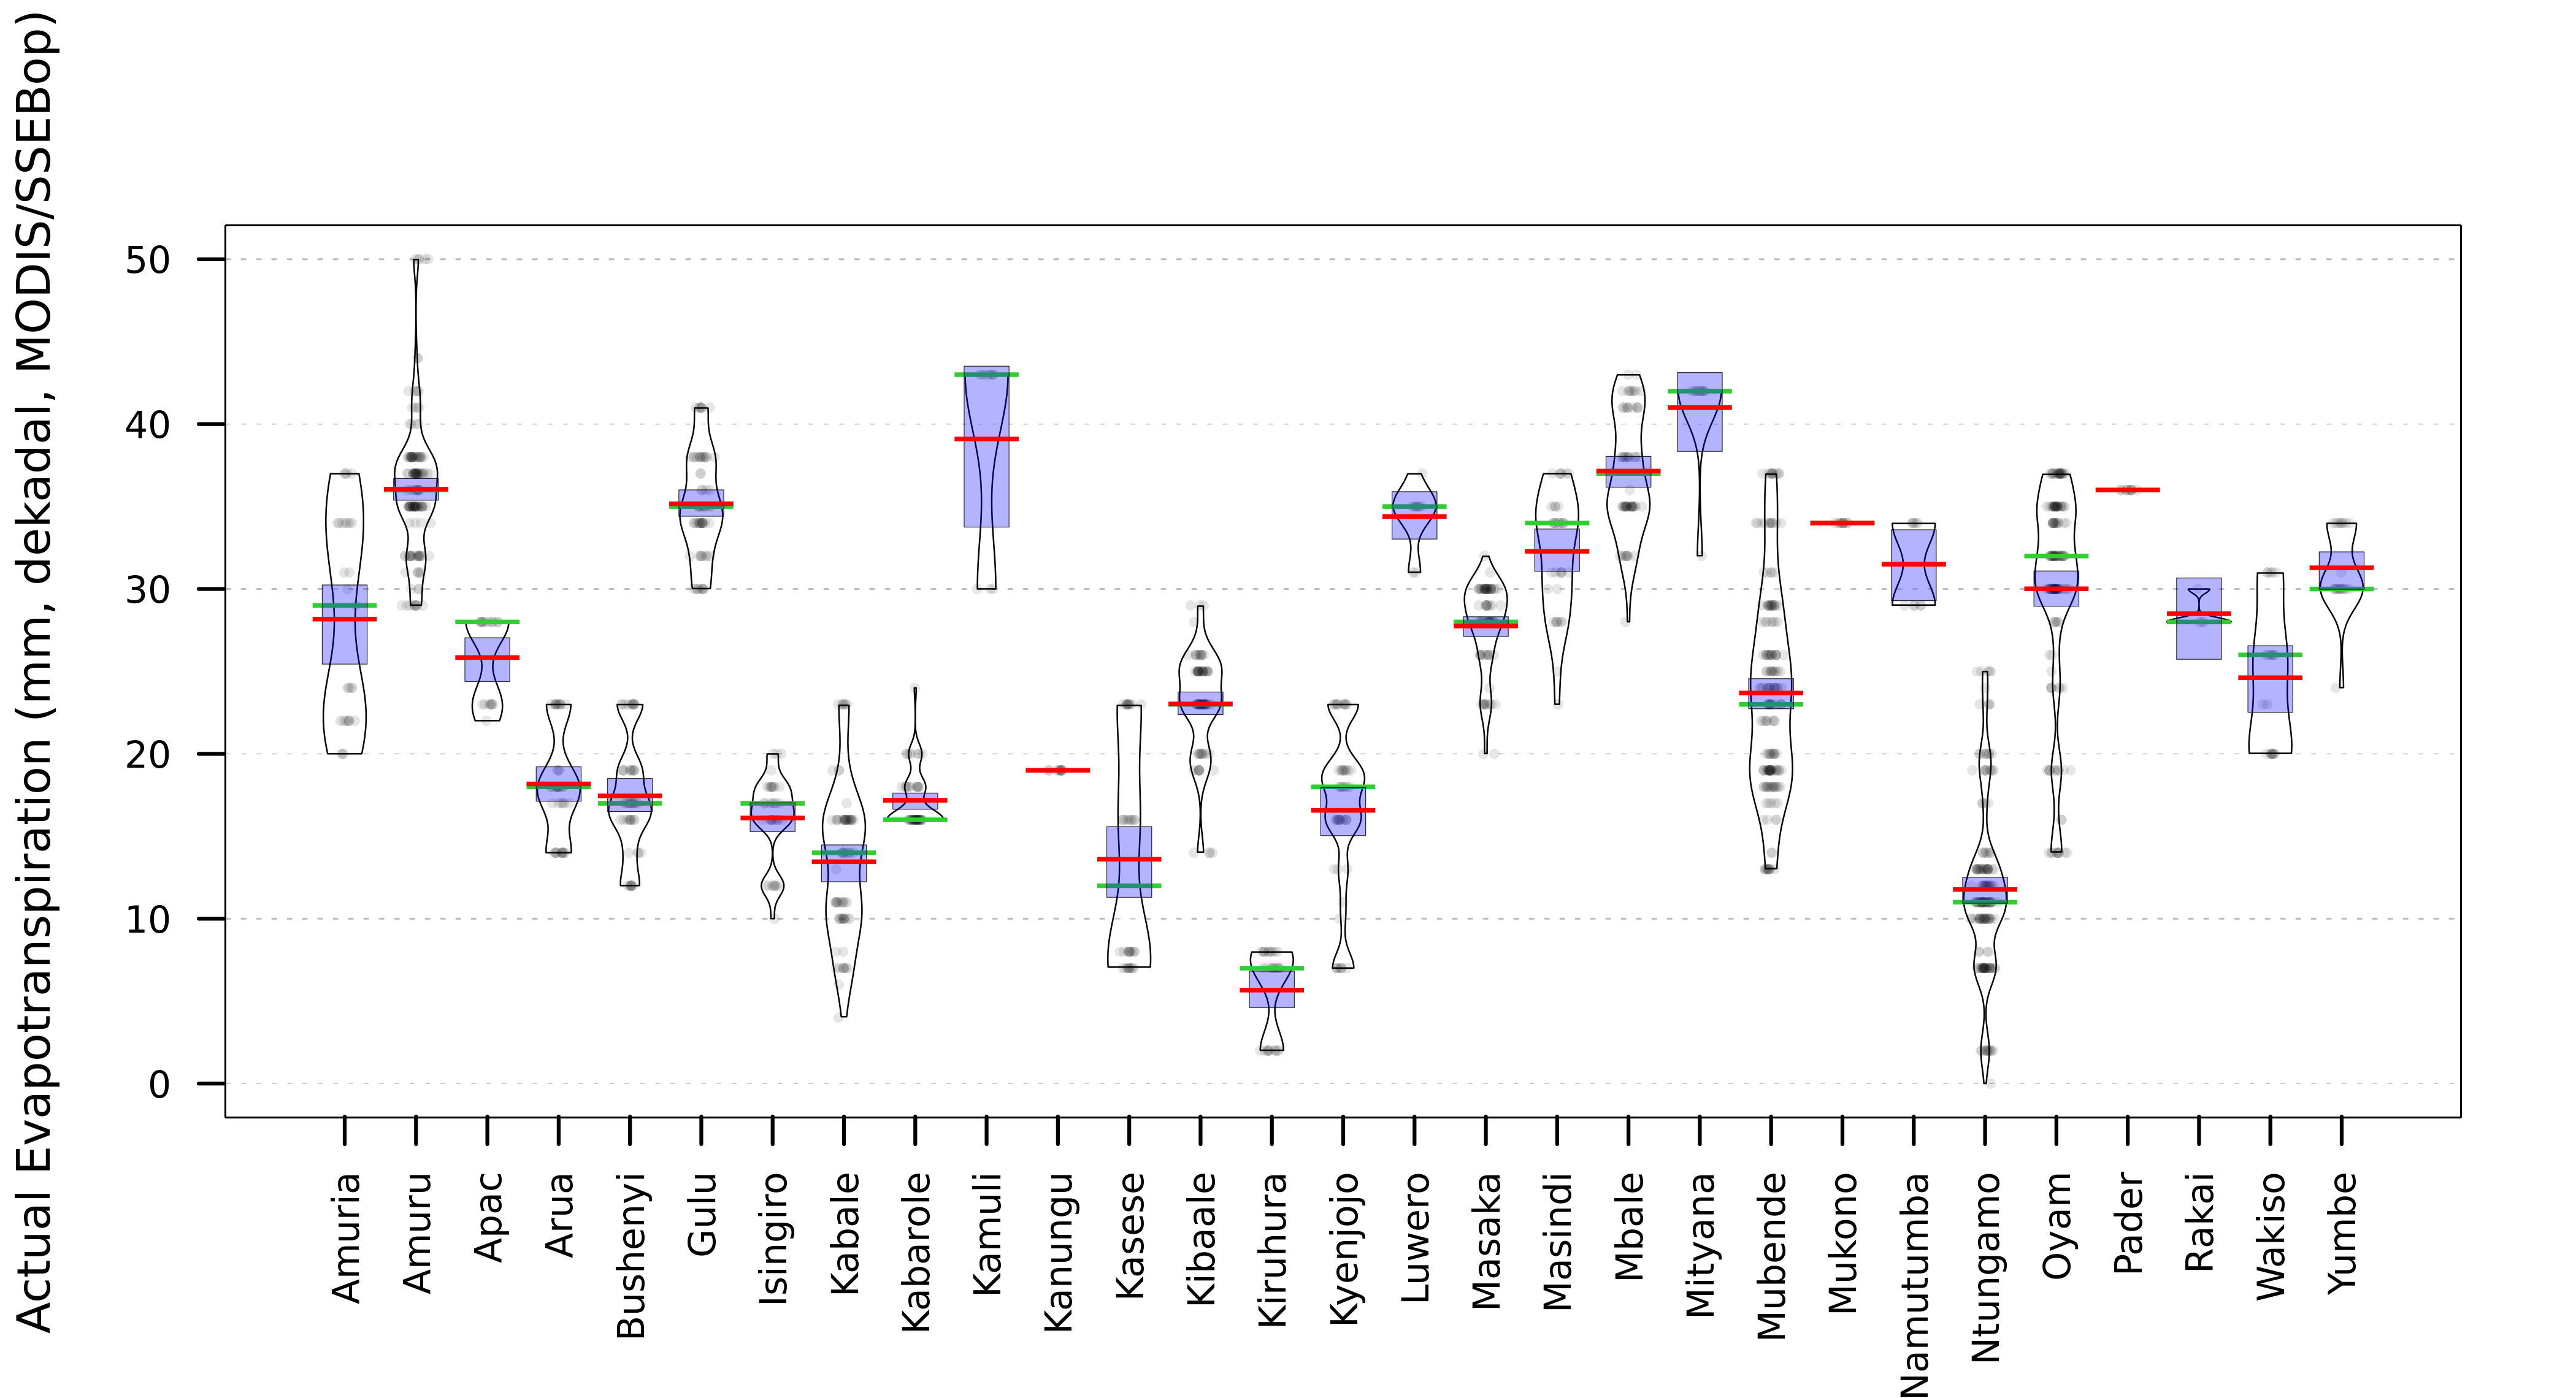 Actual Evapotranspiration (mm, dekadal, MODIS/SSEBop)
50
40
30
20
10
0
Amuria
Amuru
Apac
Arua
Bushenyi
Gulu
Isingiro
Kabale
Kabarole
Kamuli
Kanungu
Kasese
Kibaale
Kiruhura
Kyenjojo
Luwero
Masaka
Masindi
Mbale
Mityana
Mubende
Mukono
Namutumba
Ntungamo
Oyam
Pader
Rakai
Wakiso
Yumbe